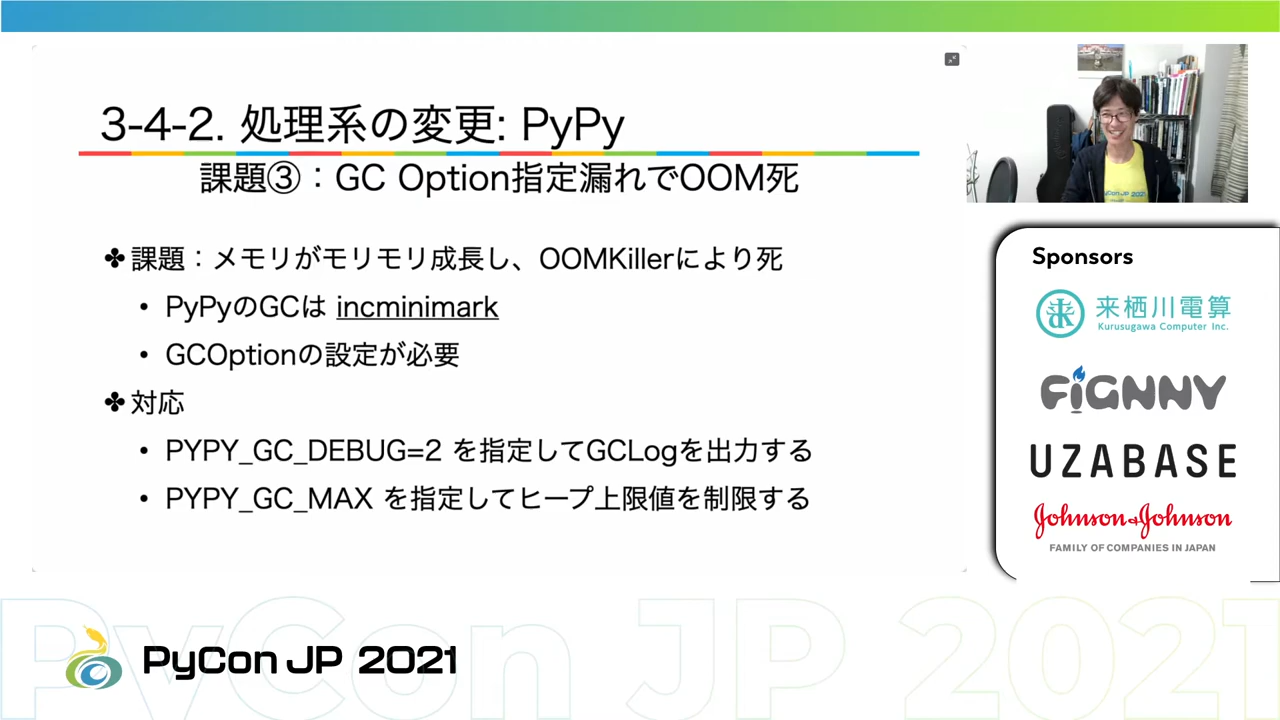 3-4-2. 処理系の変更: PyPy
課題③：GC Option指定漏れでOOM死
✤課題：メモリがモリモリ成長し、OOMKillerにより死
• PyPyのGCは incminimark
• GCOptionの設定が必要
✤対応
• PYPY_GC_DEBUG=2 を指定してGCLogを出力する
• PYPY_GC_MAX を指定してヒープ上限値を制限する
PyCon JP 2021
Sponsors
来栖川電算
Kurusugawa Computer Inc.
FiGNNY
UZABASE
Johnson & Johnson
FAMILY OF COMPANIES IN JAPAN
PyCon JP 2021
PyCon JP 2021